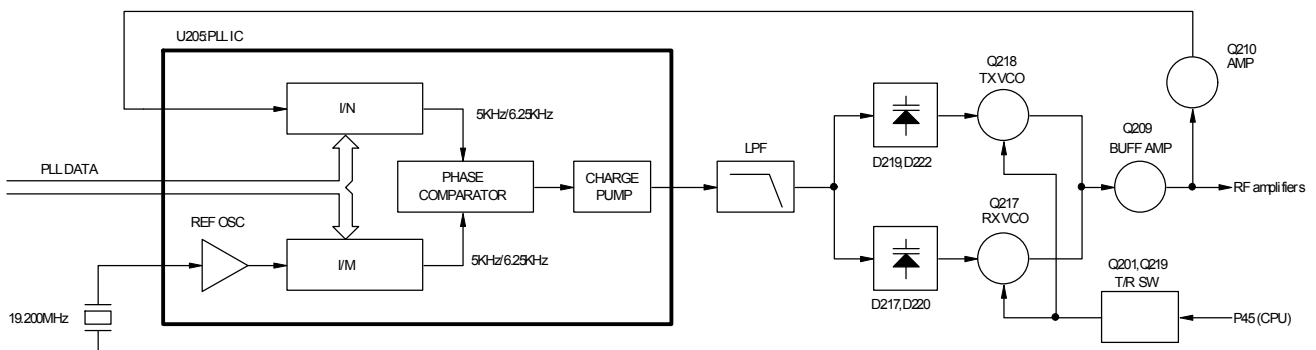 U205:PLL IC
Q210
AMP
Q218
TX VCO
I/N
5KHz/6.25KHz
Q209
BUFF AMP
PLL DATA
D219,D222
LPF
PHASE
COMPARATOR
CHARGE
PUMP
RF amplifiers
REF OSC
Q217
RX VCO
I/M
5KHz/6.25KHz
Q201,Q219
T/R SW
D217,D220
19.200MHz
P45 (CPU)